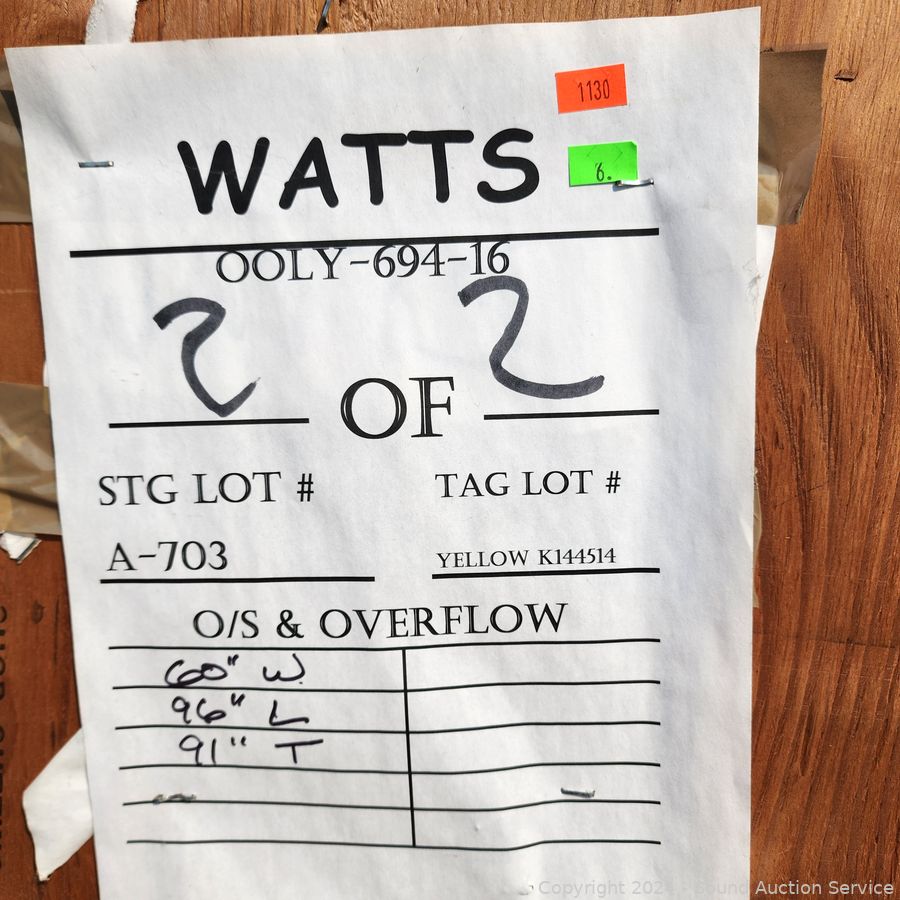 1130
WATTS
6.
OOLY-694-16
2 OF 2
STG LOT # TAG LOT #
A-703 YELLOW K144514
O/S & OVERFLOW
60" W
96" L
91" T
Sound Auction Service